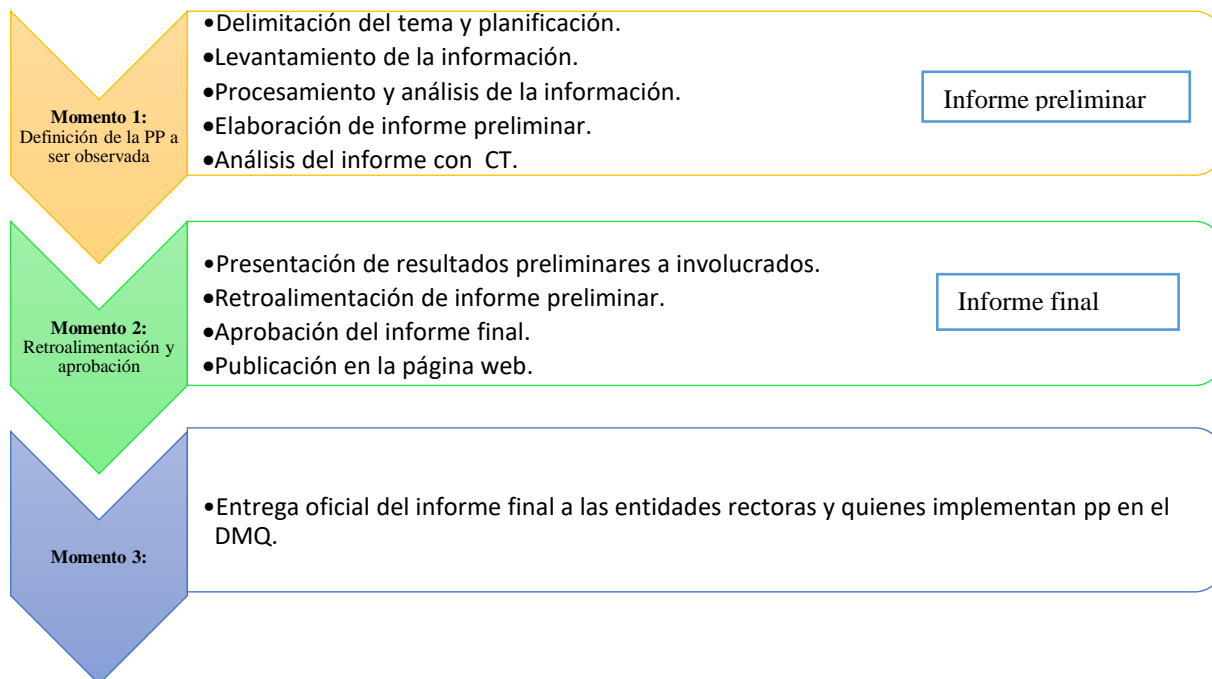 Momento 1:
Definición de la PP a
ser observada
•Delimitación del tema y planificación.
•Levantamiento de la información.
•Procesamiento y análisis de la información.
•Elaboración de informe preliminar.
•Análisis del informe con  CT.
Informe preliminar
Momento 2:
Retroalimentación y
aprobación
•Presentación de resultados preliminares a involucrados.
•Retroalimentación de informe preliminar.
•Aprobación del informe final.
•Publicación en la página web.
Informe final
Momento 3:
•Entrega oficial del informe final a las entidades rectoras y quienes implementan pp en el
DMQ.